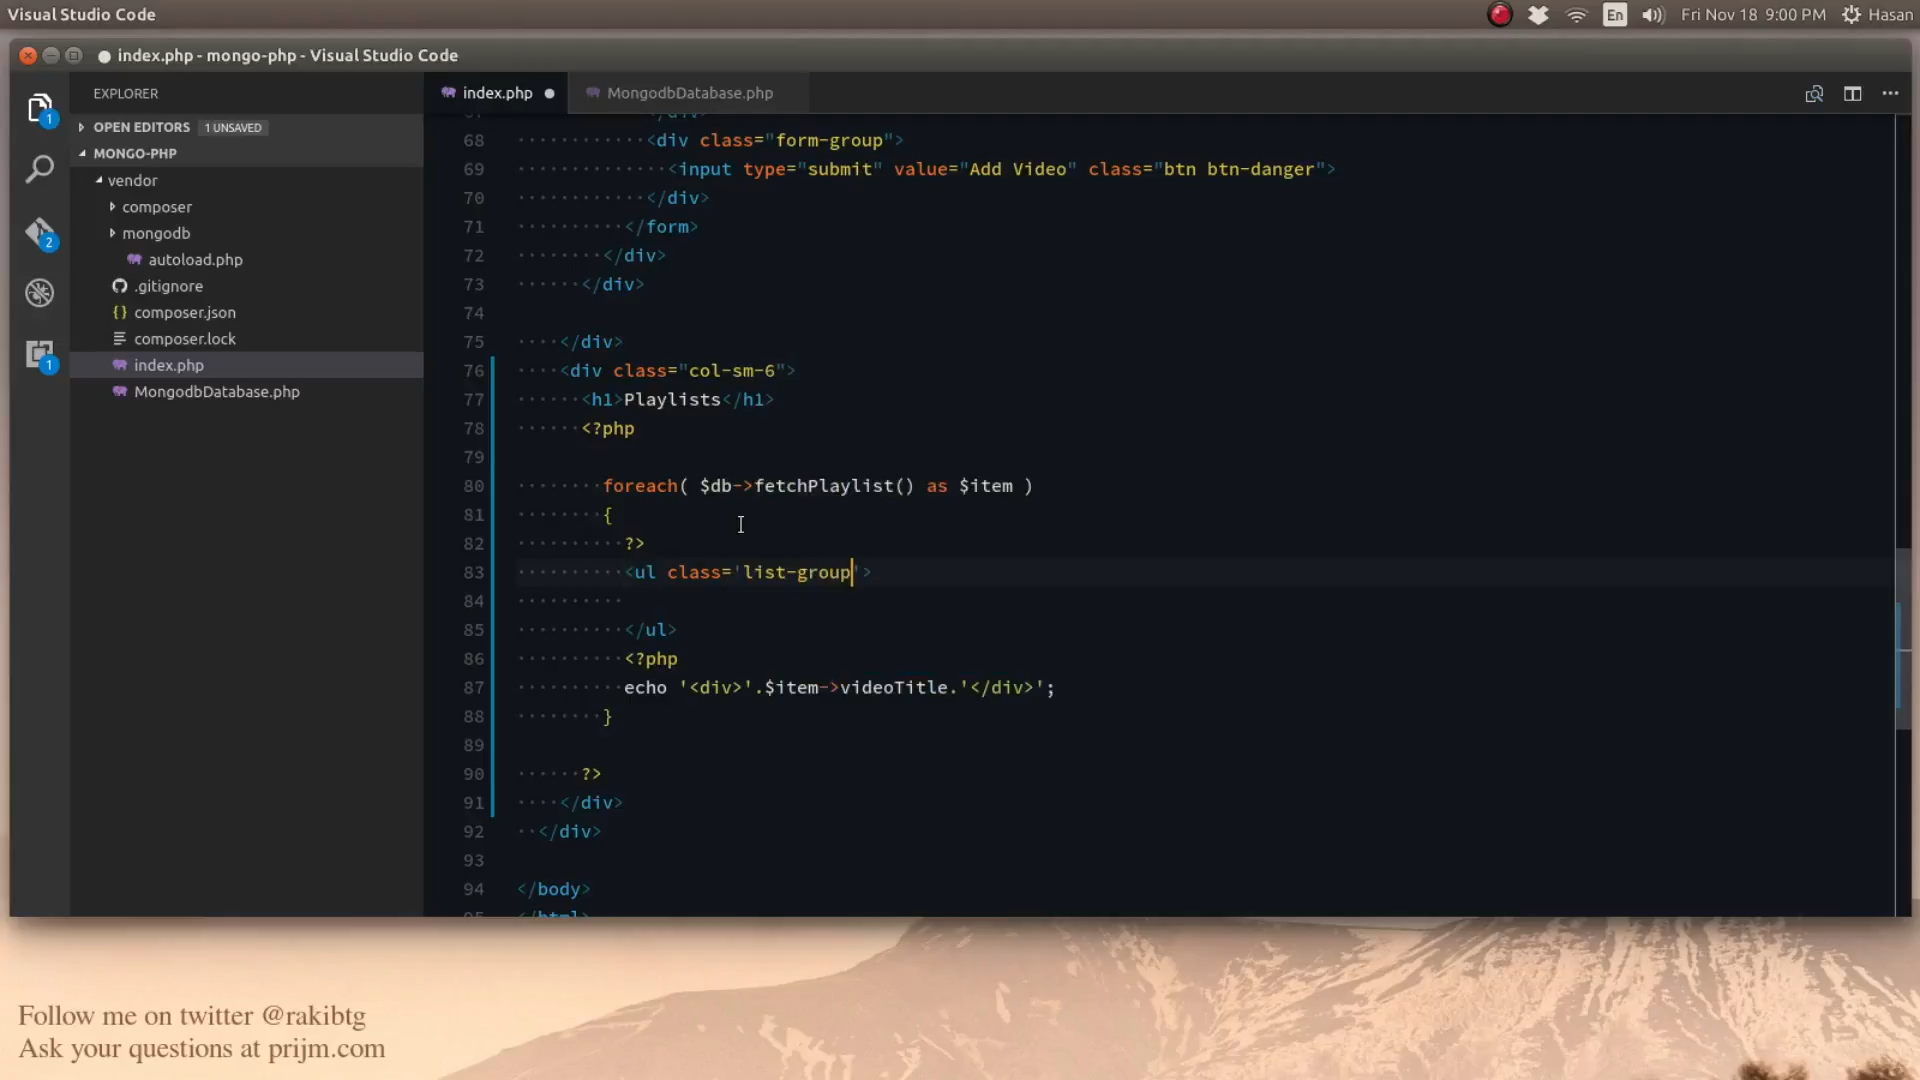 Visual Studio Code
En
Fri Nov 18 9:00 PM
Hasan
index.php - mongo-php - Visual Studio Code
EXPLORER
OPEN EDITORS 1 UNSAVED
MONGO-PHP
vendor
composer
mongodb
autoload.php
.gitignore
{} composer.json
composer.lock
index.php
MongodbDatabase.php
1
2
1
index.php
MongodbDatabase.php
68 <div class="form-group">
69 <input type="submit" value="Add Video" class="btn btn-danger">
70 </div>
71 </form>
72 </div>
73 </div>
74
75 </div>
76 <div class="col-sm-6">
77 <h1>Playlists</h1>
78 <?php
79
80 foreach( $db->fetchPlaylist() as $item )
81 {
82 ?>
83 <ul class='list-group'>
84
85 </ul>
86 <?php
87 echo '<div>'.$item->videoTitle.'</div>';
88 }
89
90 ?>
91 </div>
92 </div>
93
94 </body>
Follow me on twitter @rakibtg
Ask your questions at prijm.com